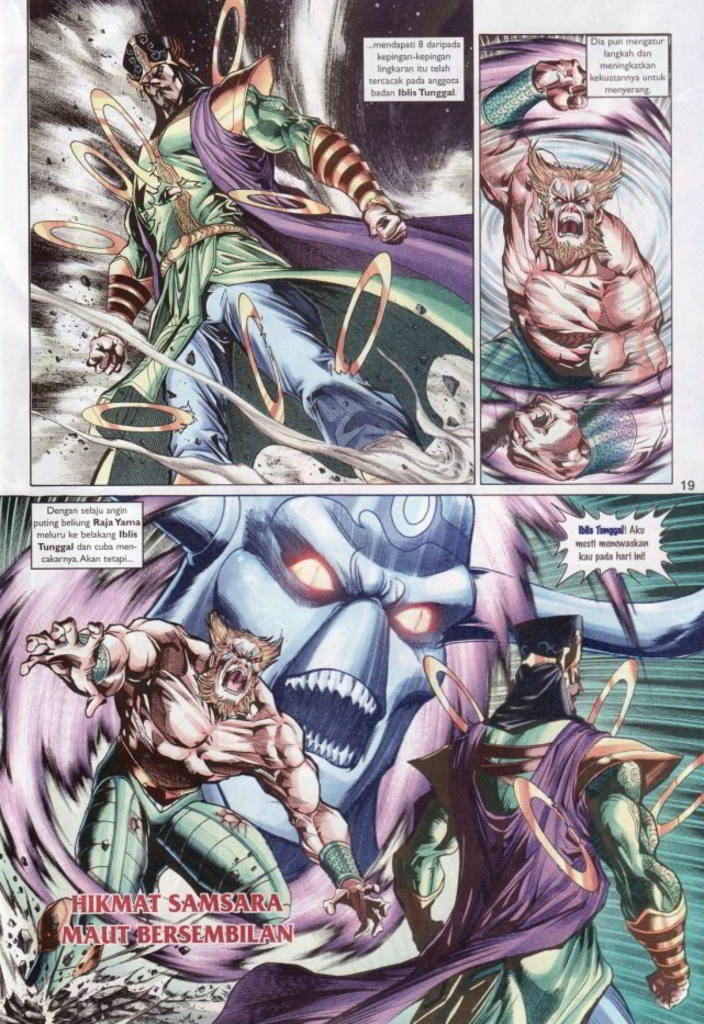 ...mendapati 8 daripada
kepingan-kepingan
lingkaran itu telah
tercacak pada anggota
badan Iblis Tunggal.
Dia pun mengatur
langkah dan
meningkatkan
kekuatannya untuk
menyerang.
19
Dengan selaju angin
puting beliung Raja Yama
meluru ke belakang Iblis
Tunggal dan cuba men-
cakarnya. Akan tetapi...
Iblis Tunggal! Aku
mesti menewaskan
kau pada hari ini!
HIKMAT SAMSARA
MAUT BERSEMBILAN